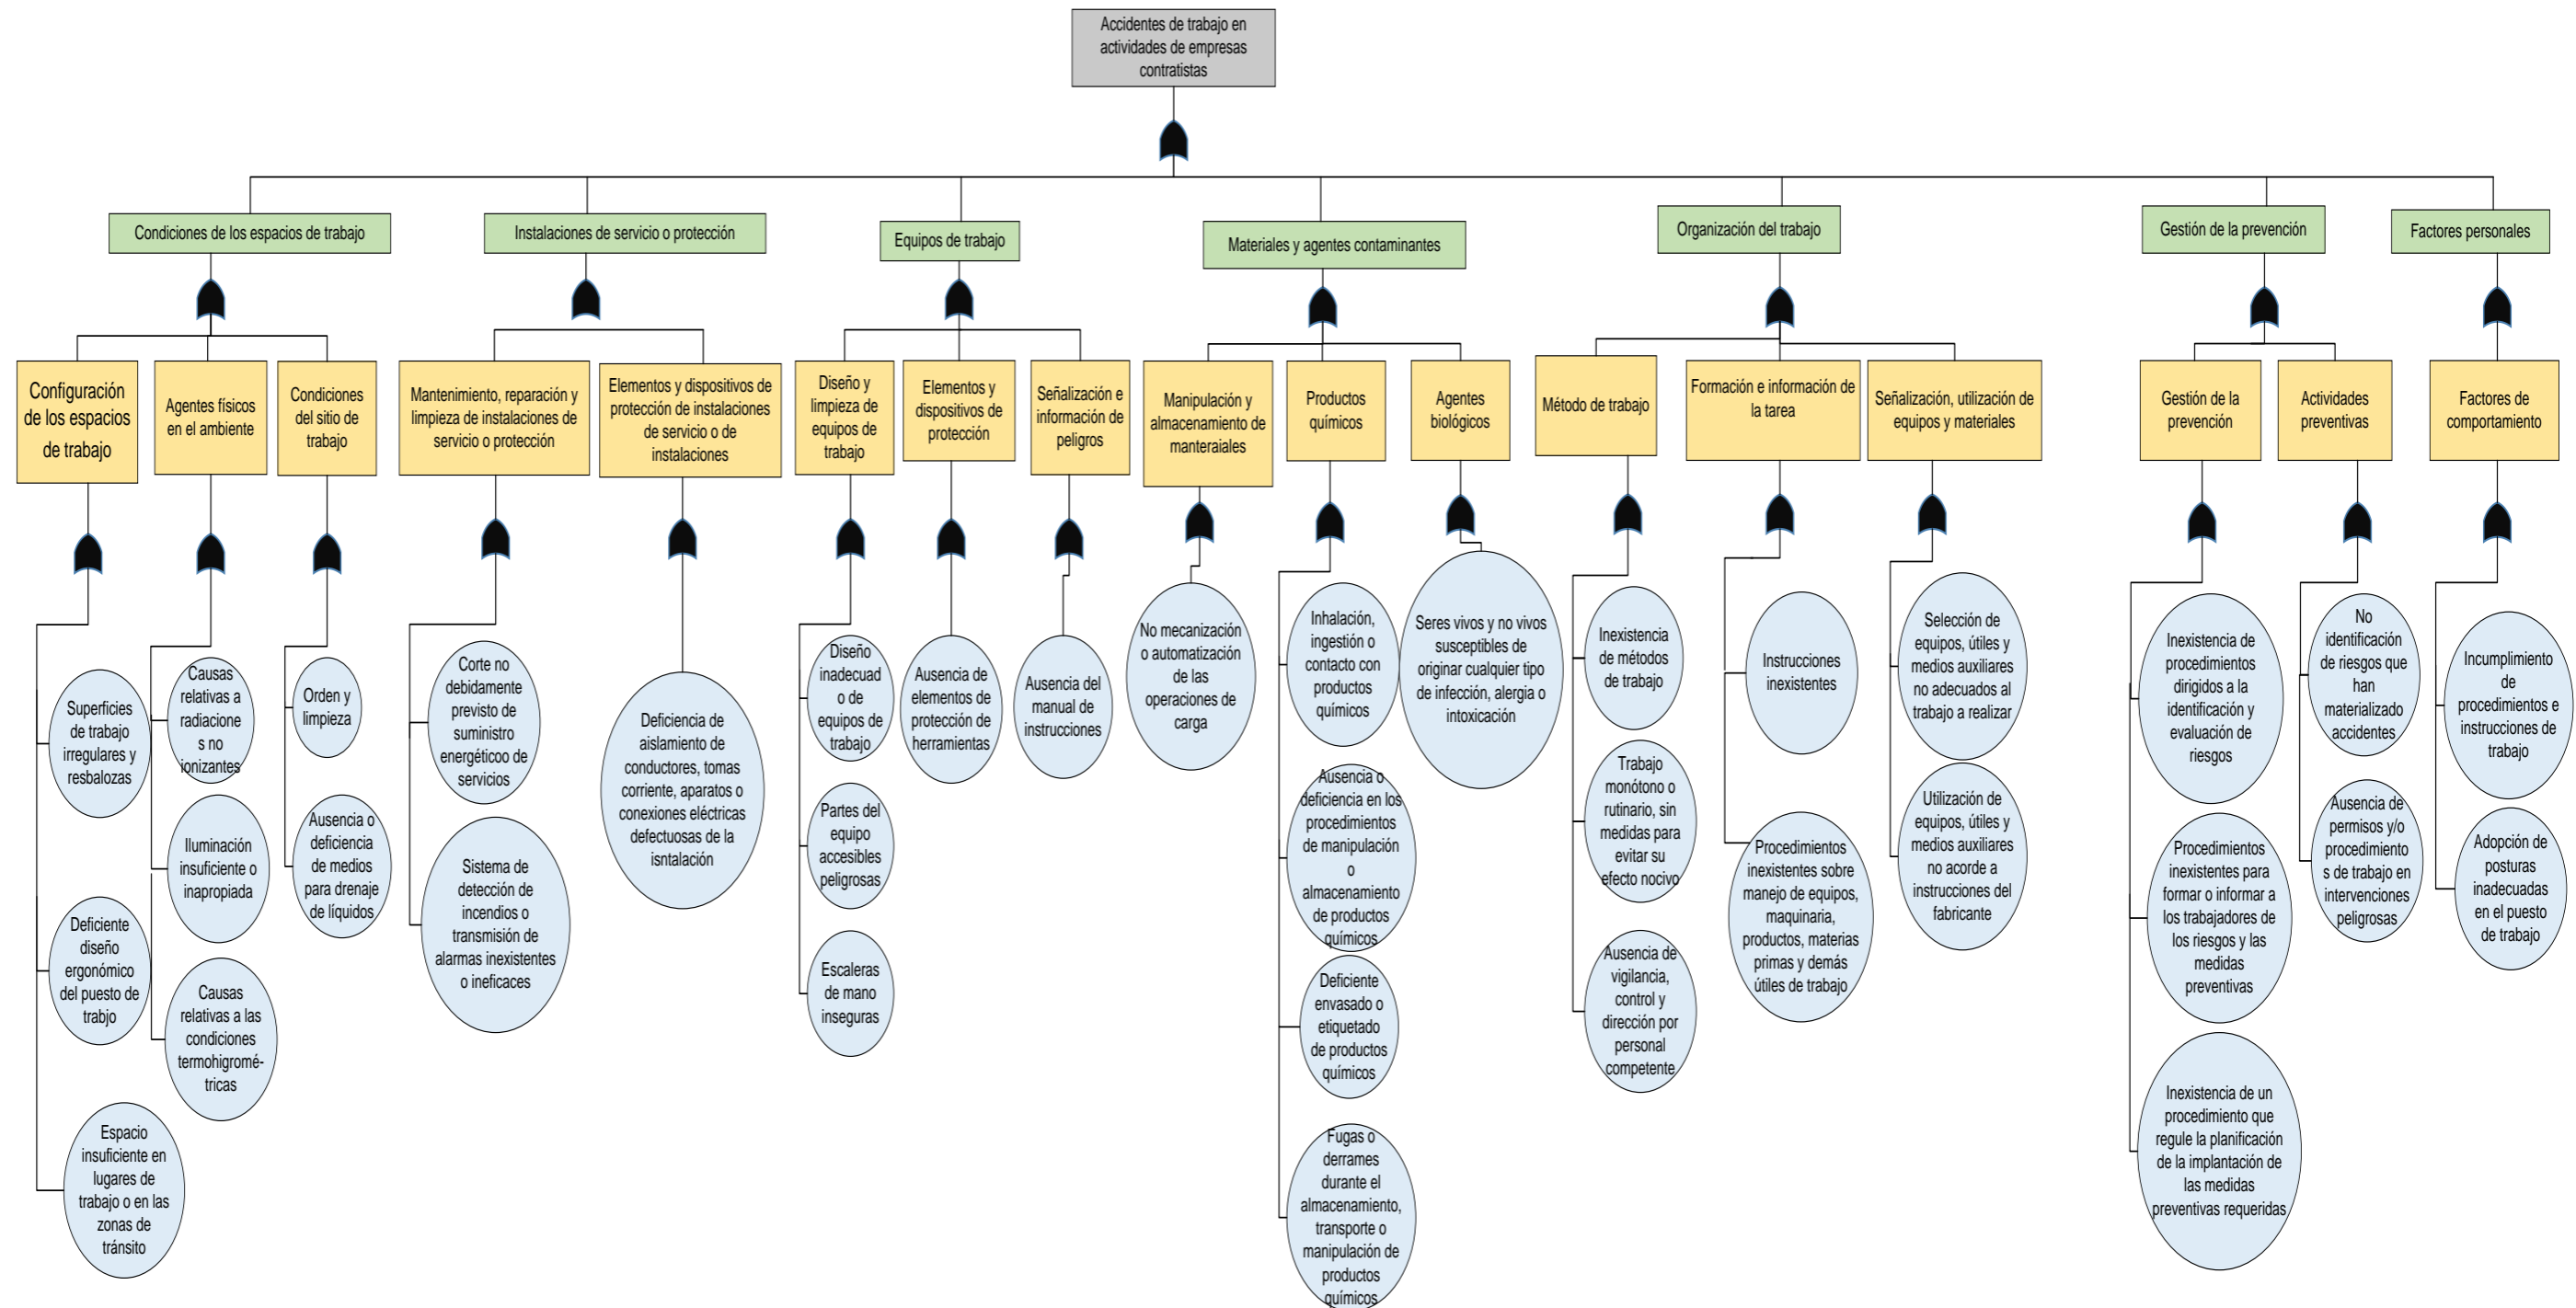 Accidentes de trabajo en
actividades de empresas
contratistas
Condiciones de los espacios de trabajo
Instalaciones de servicio o protección
Equipos de trabajo
Materiales y agentes contaminantes
Organización del trabajo
Gestión de la prevención
Factores personales
Configuración
de los espacios
de trabajo
Agentes físicos
en el ambiente
Condiciones
del sitio de
trabajo
Mantenimiento, reparación y
limpieza de instalaciones de
servicio o protección
Elementos y dispositivos de
protección de instalaciones
de servicio o de
instalaciones
Diseño y
limpieza de
equipos de
trabajo
Elementos y
dispositivos de
protección
Señalización e
información de
peligros
Manipulación y
almacenamiento de
manteraiales
Productos
químicos
Agentes
biológicos
Método de trabajo
Formación e información de
la tarea
Señalización, utilización de
equipos y materiales
Gestión de la
prevención
Actividades
preventivas
Factores de
comportamiento
Superficies
de trabajo
irregulares y
resbalozas
Deficiente
diseño
ergonómico
del puesto de
trabjo
Espacio
insuficiente en
lugares de
trabajo o en las
zonas de
tránsito
Causas
relativas a
radiacione
s no
ionizantes
Iluminación
insuficiente o
inapropiada
Causas
relativas a las
condiciones
termohigromé-
tricas
Orden y
limpieza
Ausencia o
deficiencia
de medios
para drenaje
de líquidos
Corte no
debidamente
previsto de
suministro
energéticoo de
servicios
Sistema de
detección de
incendios o
transmisión de
alarmas inexistentes
o ineficaces
Deficiencia de
aislamiento de
conductores, tomas
corriente, aparatos o
conexiones eléctricas
defectuosas de la
isntalación
Diseño
inadecuad
o de
equipos de
trabajo
Partes del
equipo
accesibles
peligrosas
Escaleras
de mano
inseguras
Ausencia de
elementos de
protección de
herramientas
Ausencia del
manual de
instrucciones
No mecanización
o automatización
de las
operaciones de
carga
Inhalación,
ingestión o
contacto con
productos
químicos
Ausencia o
deficiencia en los
procedimientos
de manipulación
o
almacenamiento
de productos
químicos
Deficiente
envasado o
etiquetado
de productos
químicos
Fugas o
derrames
durante el
almacenamiento,
transporte o
manipulación de
productos
químicos
Seres vivos y no vivos
susceptibles de
originar cualquier tipo
de infección, alergia o
intoxicación
Inexistencia
de métodos
de trabajo
Trabajo
monótono o
rutinario, sin
medidas para
evitar su
efecto nocivo
Ausencia de
vigilancia,
control y
dirección por
personal
competente
Instrucciones
inexistentes
Procedimientos
inexistentes sobre
manejo de equipos,
maquinaria,
productos, materias
primas y demás
útiles de trabajo
Selección de
equipos, útiles y
medios auxiliares
no adecuados al
trabajo a realizar
Utilización de
equipos, útiles y
medios auxiliares
no acorde a
instrucciones del
fabricante
Inexistencia de
procedimientos
dirigidos a la
identificación y
evaluación de
riesgos
Procedimientos
inexistentes para
formar o informar a
los trabajadores de
los riesgos y las
medidas
preventivas
Inexistencia de un
procedimiento que
regule la planificación
de la implantación de
las medidas
preventivas requeridas
No
identificación
de riesgos que
han
materializado
accidentes
Ausencia de
permisos y/o
procedimiento
s de trabajo en
intervenciones
peligrosas
Incumplimiento
de
procedimientos e
instrucciones de
trabajo
Adopción de
posturas
inadecuadas
en el puesto
de trabajo